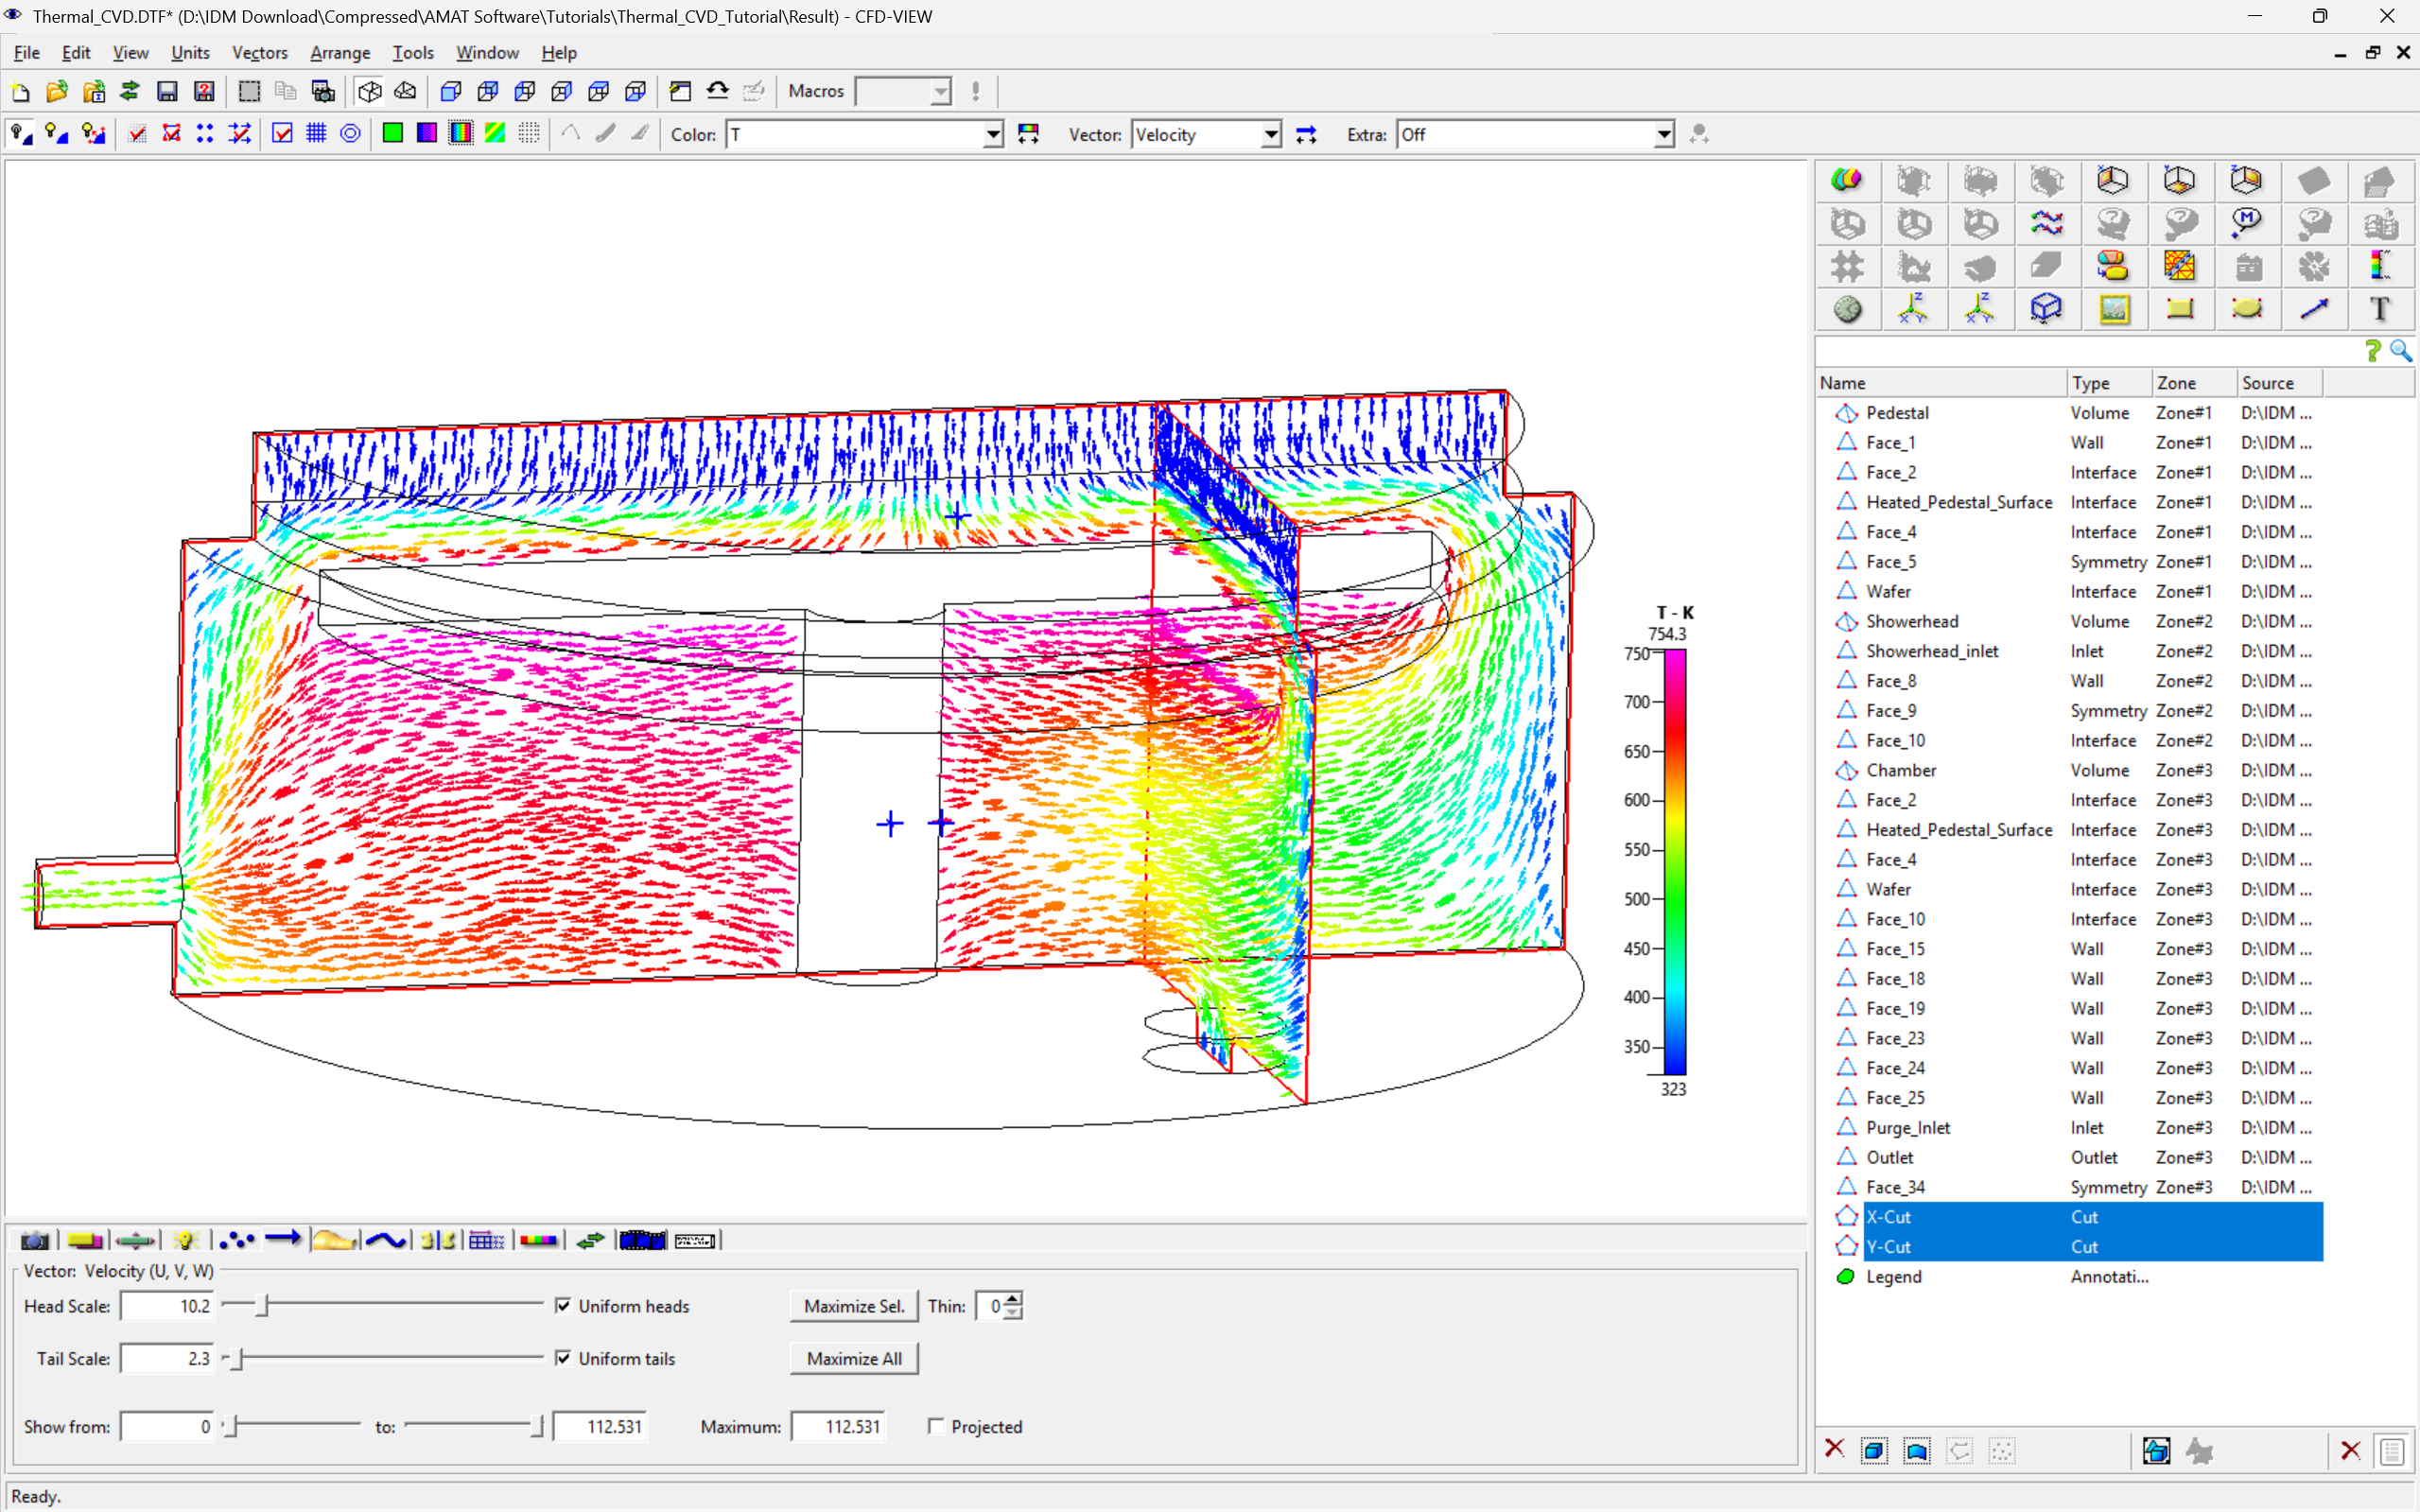 Thermal_CVD.DTF* (D:\IDM Download\Compressed\AMAT Software\Tutorials\Thermal_CVD_Tutorial\Result) - CFD-VIEW
File Edit View Units Vectors Arrange Tools Window Help
Macros
Color: T Vector: Velocity Extra: Off
T - K
754.3
750
700
650
600
550
500
450
400
350
323
Name Type Zone Source
Pedestal Volume Zone#1 D:\IDM ...
Face_1 Wall Zone#1 D:\IDM ...
Face_2 Interface Zone#1 D:\IDM ...
Heated_Pedestal_Surface Interface Zone#1 D:\IDM ...
Face_4 Interface Zone#1 D:\IDM ...
Face_5 Symmetry Zone#1 D:\IDM ...
Wafer Interface Zone#1 D:\IDM ...
Showerhead Volume Zone#2 D:\IDM ...
Showerhead_inlet Inlet Zone#2 D:\IDM ...
Face_8 Wall Zone#2 D:\IDM ...
Face_9 Symmetry Zone#2 D:\IDM ...
Face_10 Interface Zone#2 D:\IDM ...
Chamber Volume Zone#3 D:\IDM ...
Face_2 Interface Zone#3 D:\IDM ...
Heated_Pedestal_Surface Interface Zone#3 D:\IDM ...
Face_4 Interface Zone#3 D:\IDM ...
Wafer Interface Zone#3 D:\IDM ...
Face_10 Interface Zone#3 D:\IDM ...
Face_15 Wall Zone#3 D:\IDM ...
Face_18 Wall Zone#3 D:\IDM ...
Face_19 Wall Zone#3 D:\IDM ...
Face_23 Wall Zone#3 D:\IDM ...
Face_24 Wall Zone#3 D:\IDM ...
Face_25 Wall Zone#3 D:\IDM ...
Purge_Inlet Inlet Zone#3 D:\IDM ...
Outlet Outlet Zone#3 D:\IDM ...
Face_34 Symmetry Zone#3 D:\IDM ...
X-Cut Cut
Y-Cut Cut
Legend Annotati...
Vector: Velocity (U, V, W)
Head Scale: 10.2 Uniform heads Maximize Sel. Thin: 0
Tail Scale: 2.3 Uniform tails Maximize All
Show from: 0 to: 112.531 Maximum: 112.531 Projected
Ready.